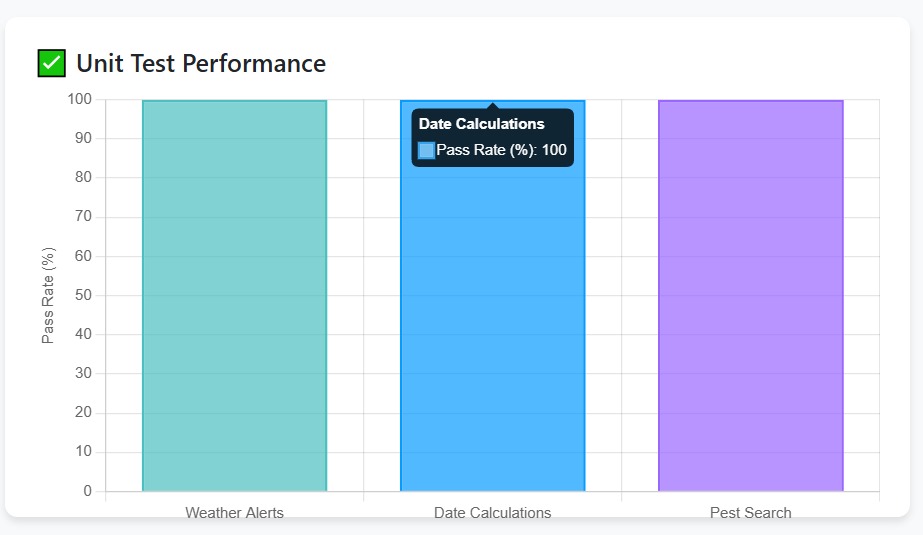 ✅ Unit Test Performance
100
Date Calculations
Pass Rate (%): 100
90
80
70
60
50
40
30
20
10
0
Pass Rate (%)
Weather Alerts
Date Calculations
Pest Search